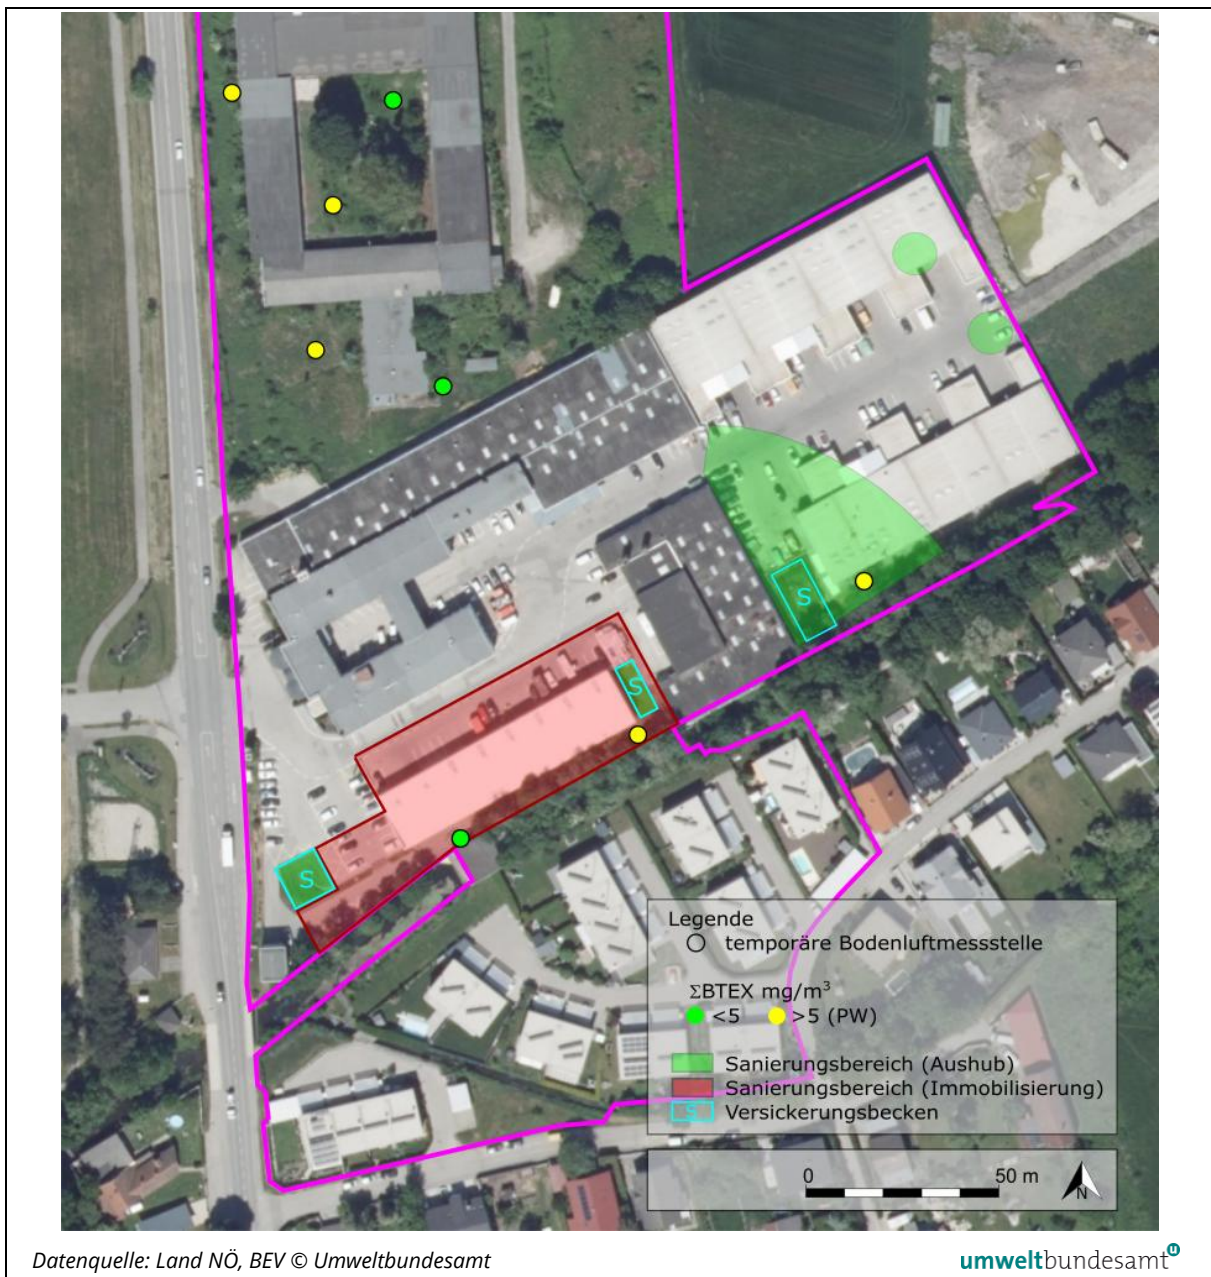 S
S
S
Legende
temporäre Bodenluftmessstelle
ΣBTEX mg/m³
<5 >5 (PW)
Sanierungsbereich (Aushub)
Sanierungsbereich (Immobilisierung)
S Versickerungsbecken
0 50 m
N
Datenquelle: Land NÖ, BEV © Umweltbundesamt
umweltbundesamt U